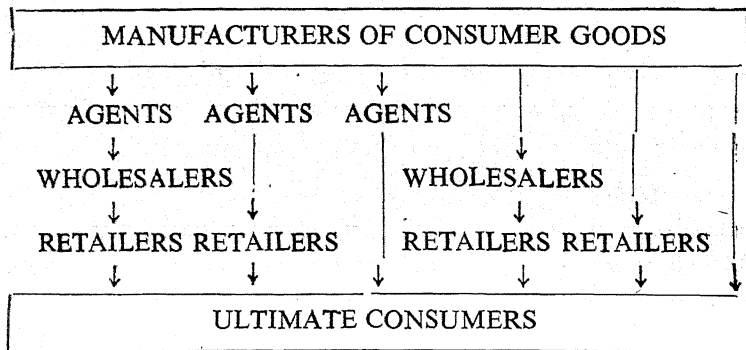 MANUFACTURERS OF CONSUMER GOODS
AGENTS AGENTS AGENTS
WHOLESALERS WHOLESALERS
RETAILERS RETAILERS RETAILERS RETAILERS
ULTIMATE CONSUMERS